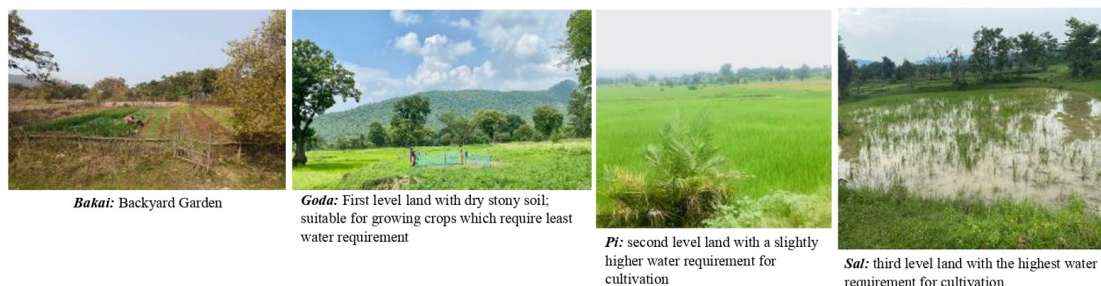 Bakai: Backyard Garden
Goda: First level land with dry stony soil;
suitable for growing crops which require least
water requirement
Pi: second level land with a slightly
higher water requirement for
cultivation
Sal: third level land with the highest water
requirement for cultivation